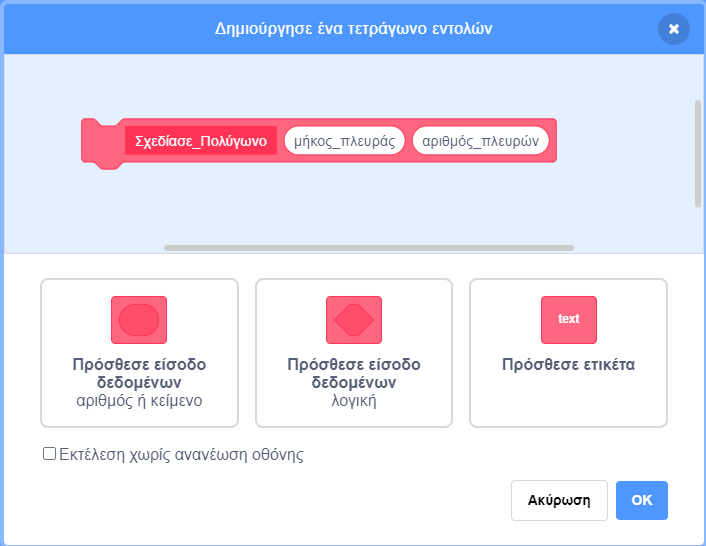 Δημιούργησε ένα τετράγωνο εντολών
Σχεδίασε_Πολύγωνο μήκος_πλευράς αριθμός_πλευρών
text
Πρόσθεσε είσοδο
δεδομένων
αριθμός ή κείμενο
Πρόσθεσε είσοδο
δεδομένων
λογική
Πρόσθεσε ετικέτα
Εκτέλεση χωρίς ανανέωση οθόνης
Ακύρωση OK